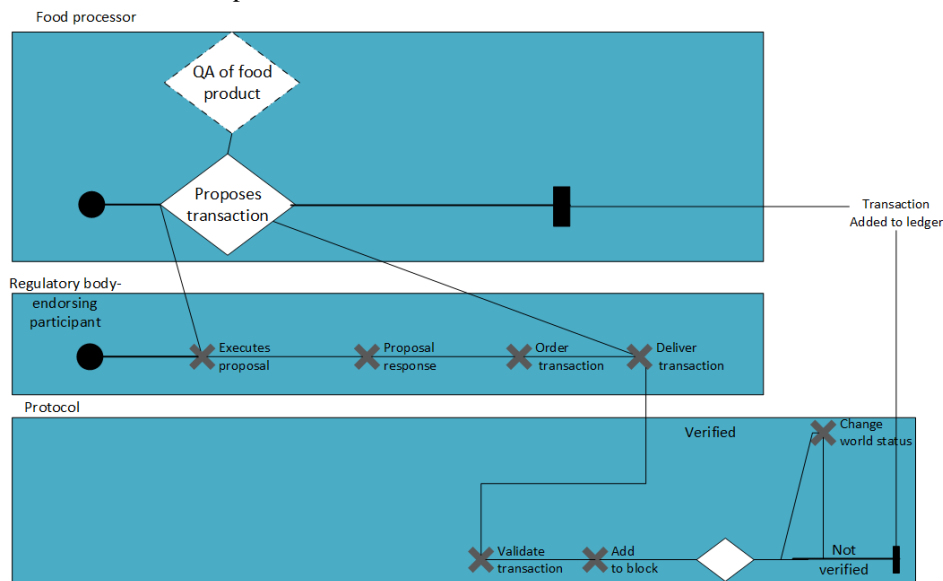 Food processor
QA of food
product
Proposes
transaction
Transaction
Added to ledger
Regulatory body-
endorsing
participant
Executes
proposal
Proposal
response
Order
transaction
Deliver
transaction
Protocol
Verified
Change
world status
Validate
transaction
Add
to block
Not
verified